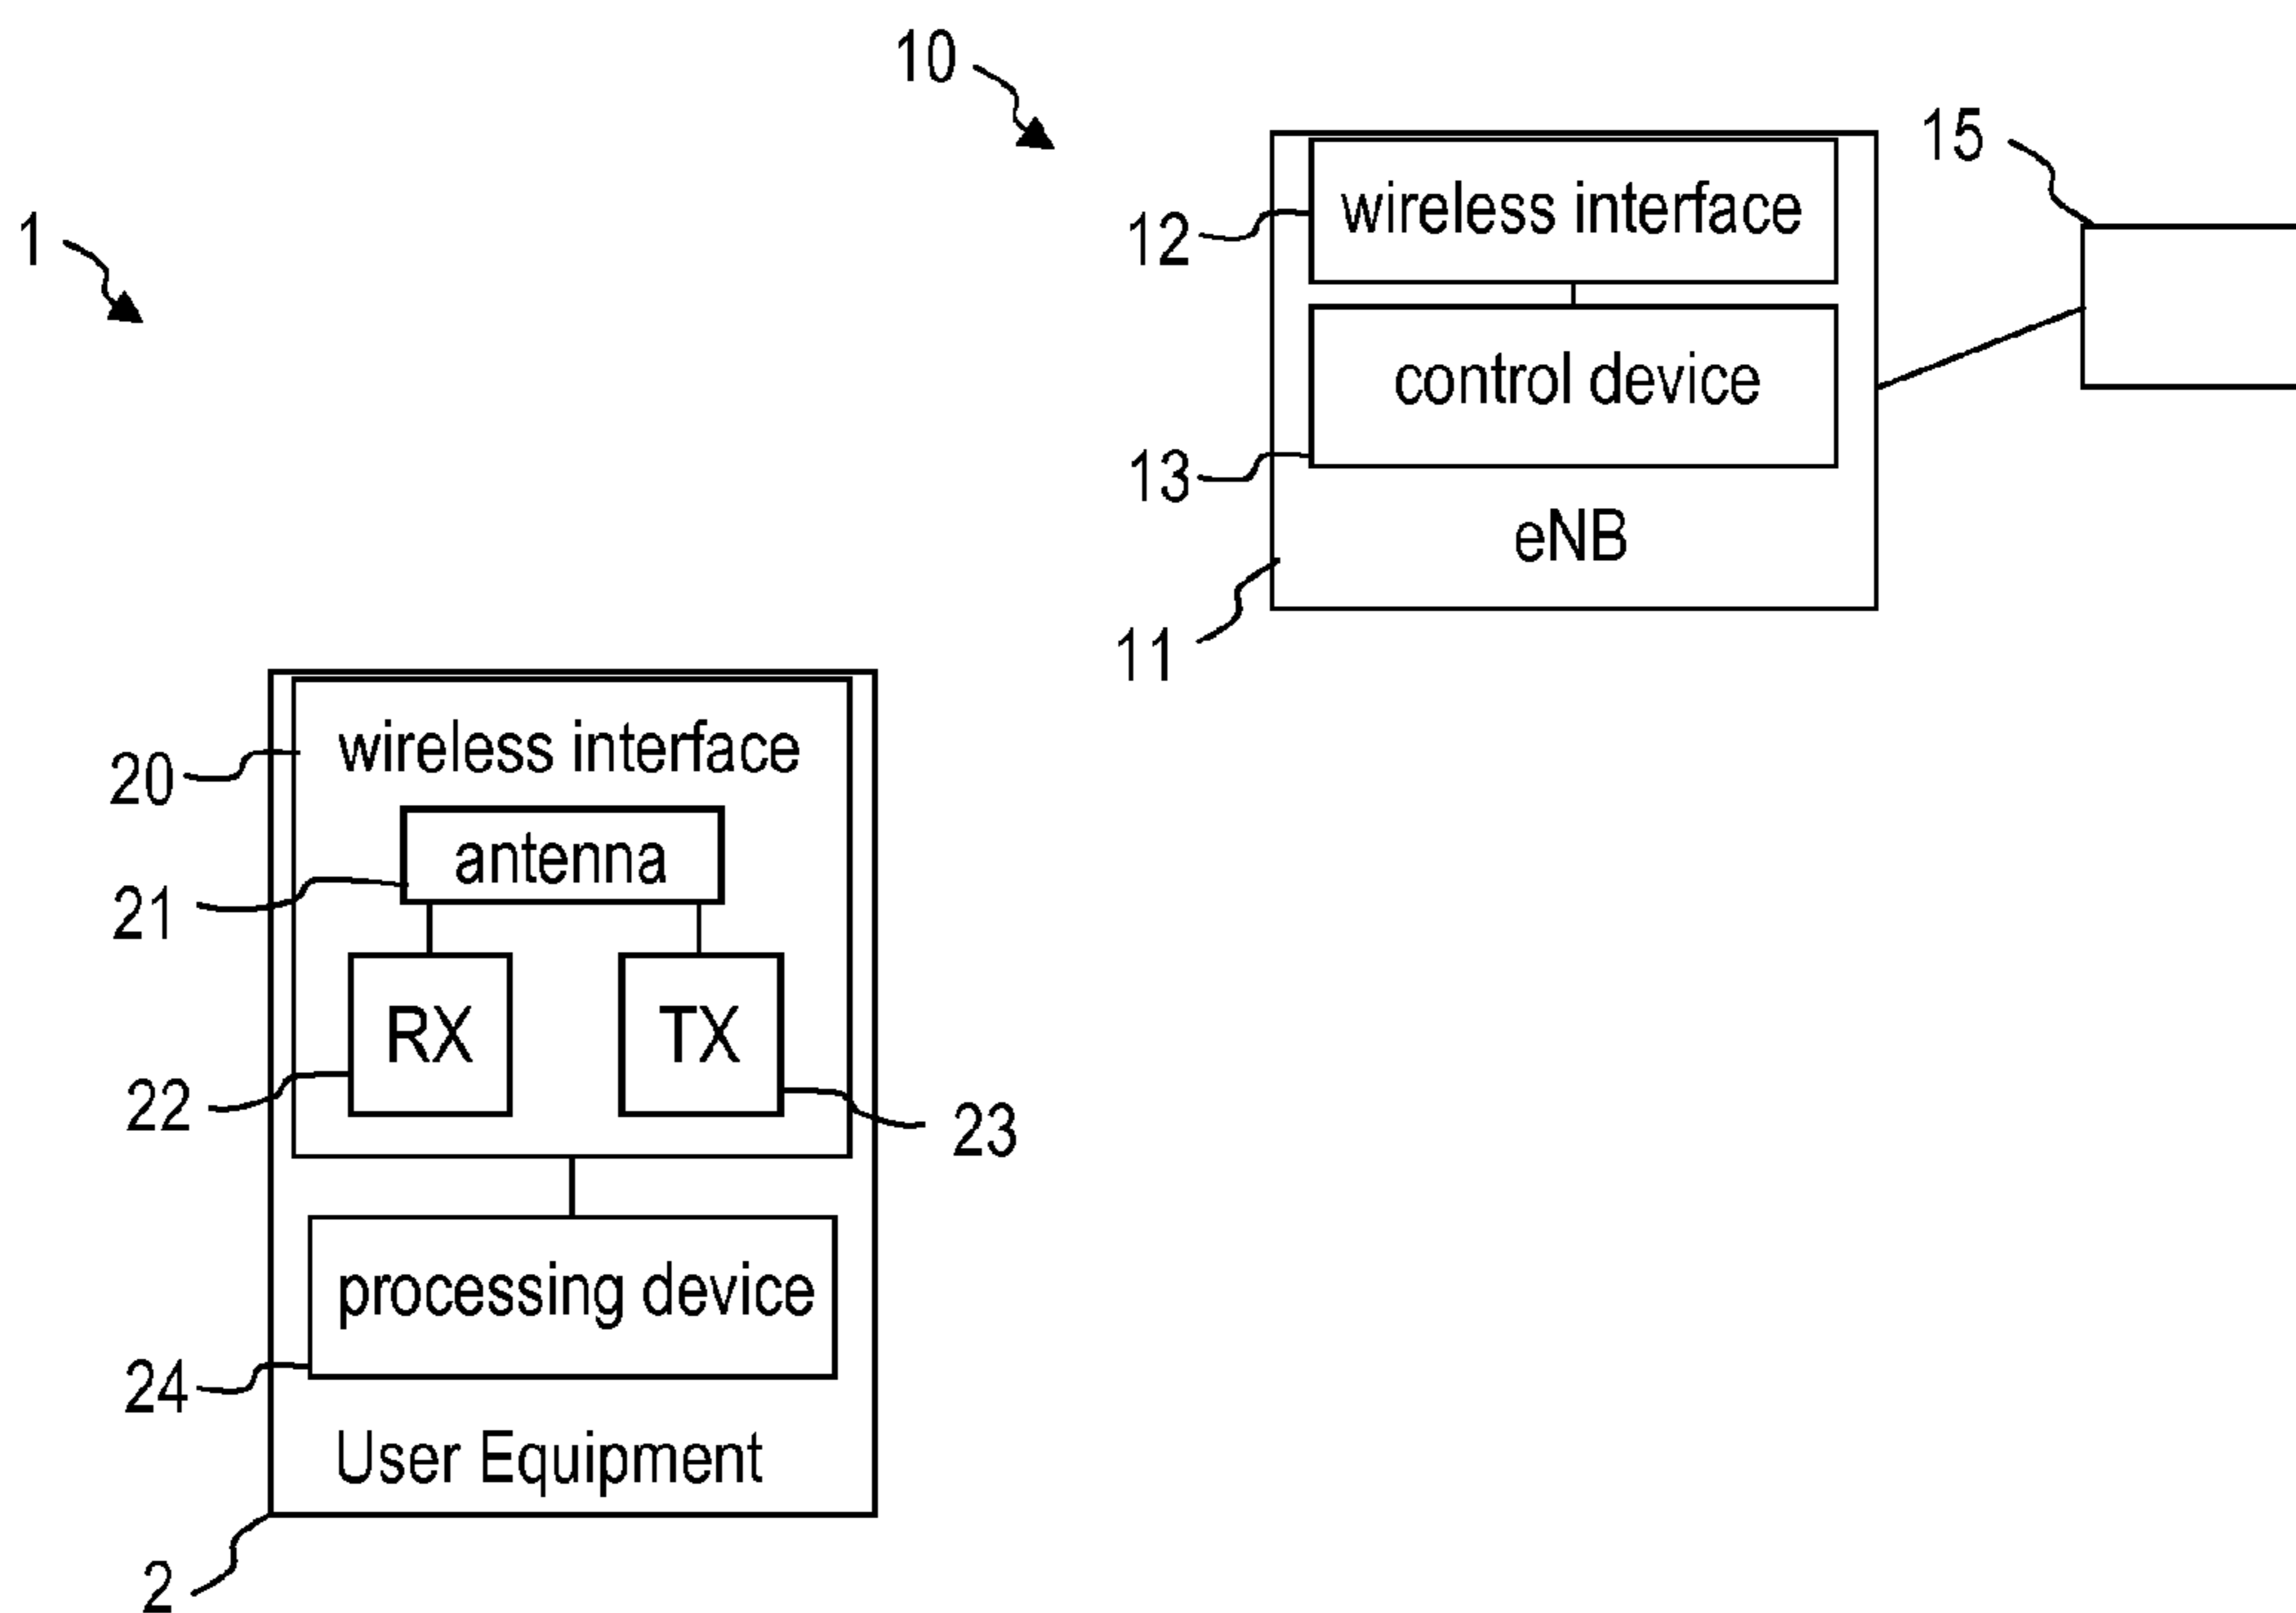 10
15
1
wireless interface
12
control device
13
eNB
11
wireless interface
20
antenna
21
RX
TX
22
23
processing device
24
User Equipment
2